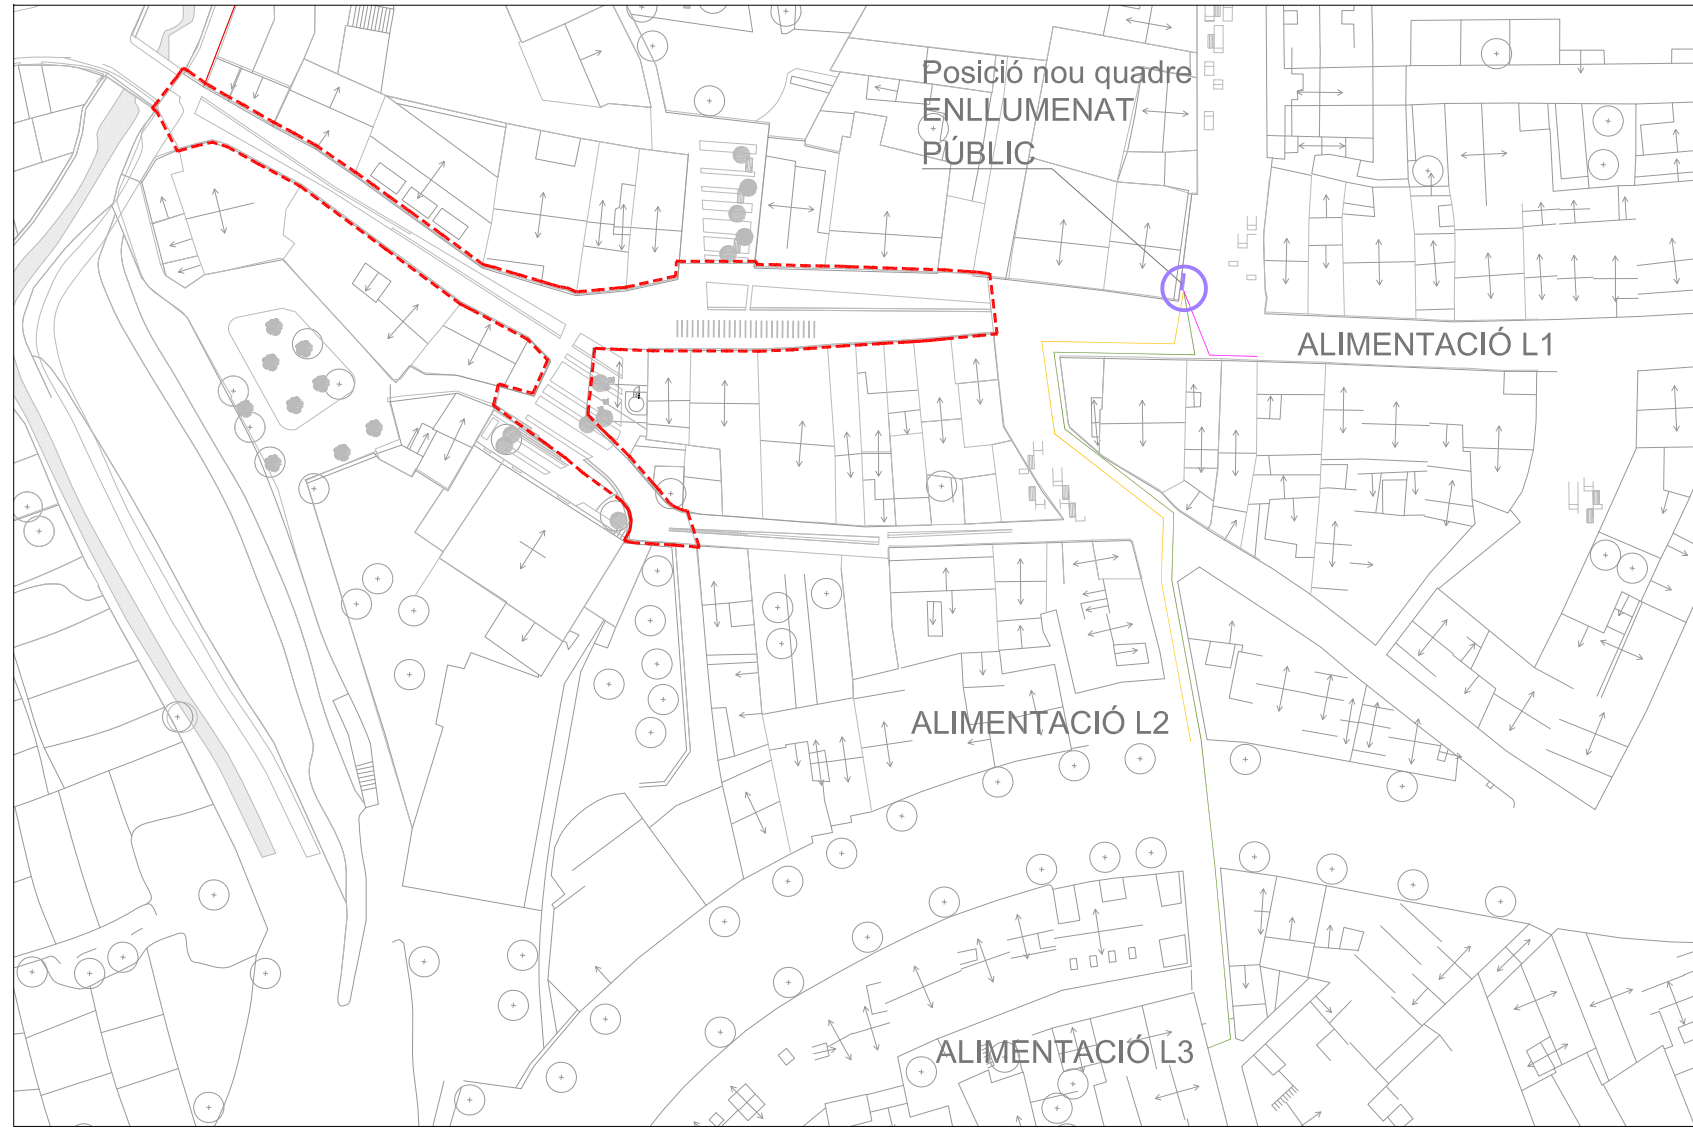 Posició nou quadre
ENLLUMENAT
PÚBLIC
ALIMENTACIÓ L1
ALIMENTACIÓ L2
ALIMENTACIÓ L3